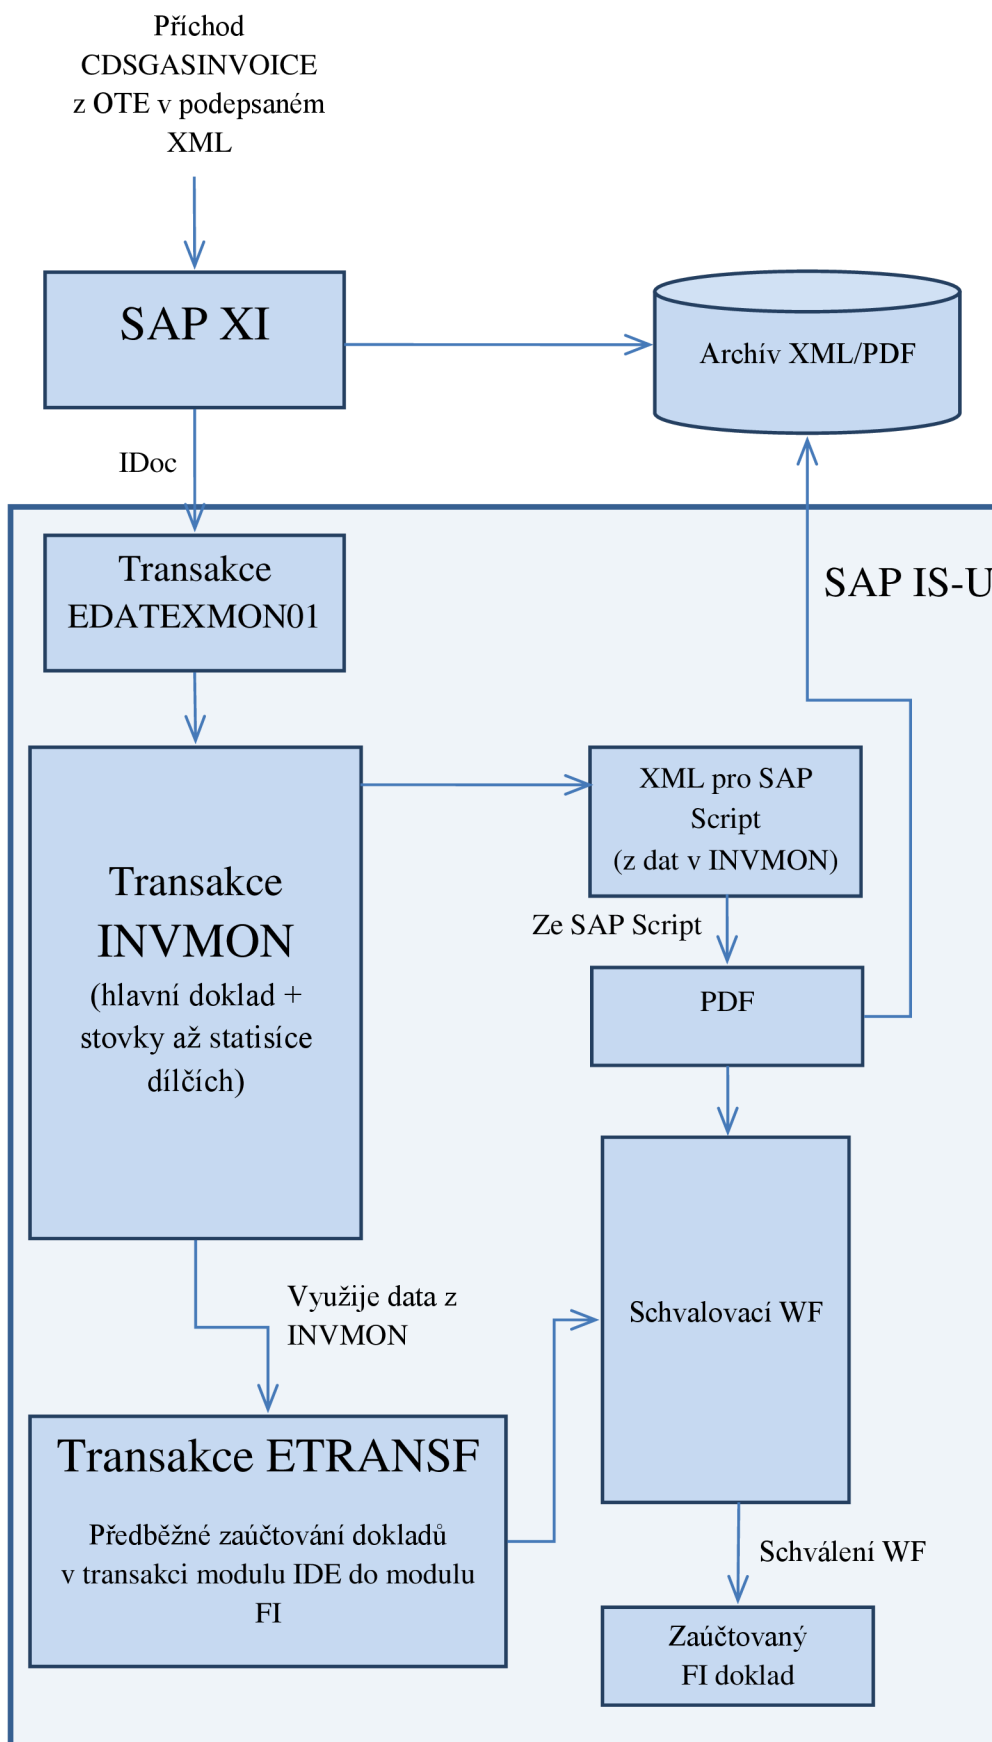 Příchod
CDSGASINVOICE
z OTE v podepsaném
XML
SAP XI
Archív XML/PDF
IDoc
Transakce
EDATEXMON01
SAP IS-U
Transakce
INVMON
(hlavní doklad +
stovky až statisíce
dílčích)
XML pro SAP
Script
(z dat v INVMON)
Ze SAP Script
PDF
Využije data z
INVMON
Schvalovací WF
Transakce ETRANSF
Předběžné zaúčtování dokladů
v transakci modulu IDE do modulu
FI
Schválení WF
Zaúčtovaný
FI doklad